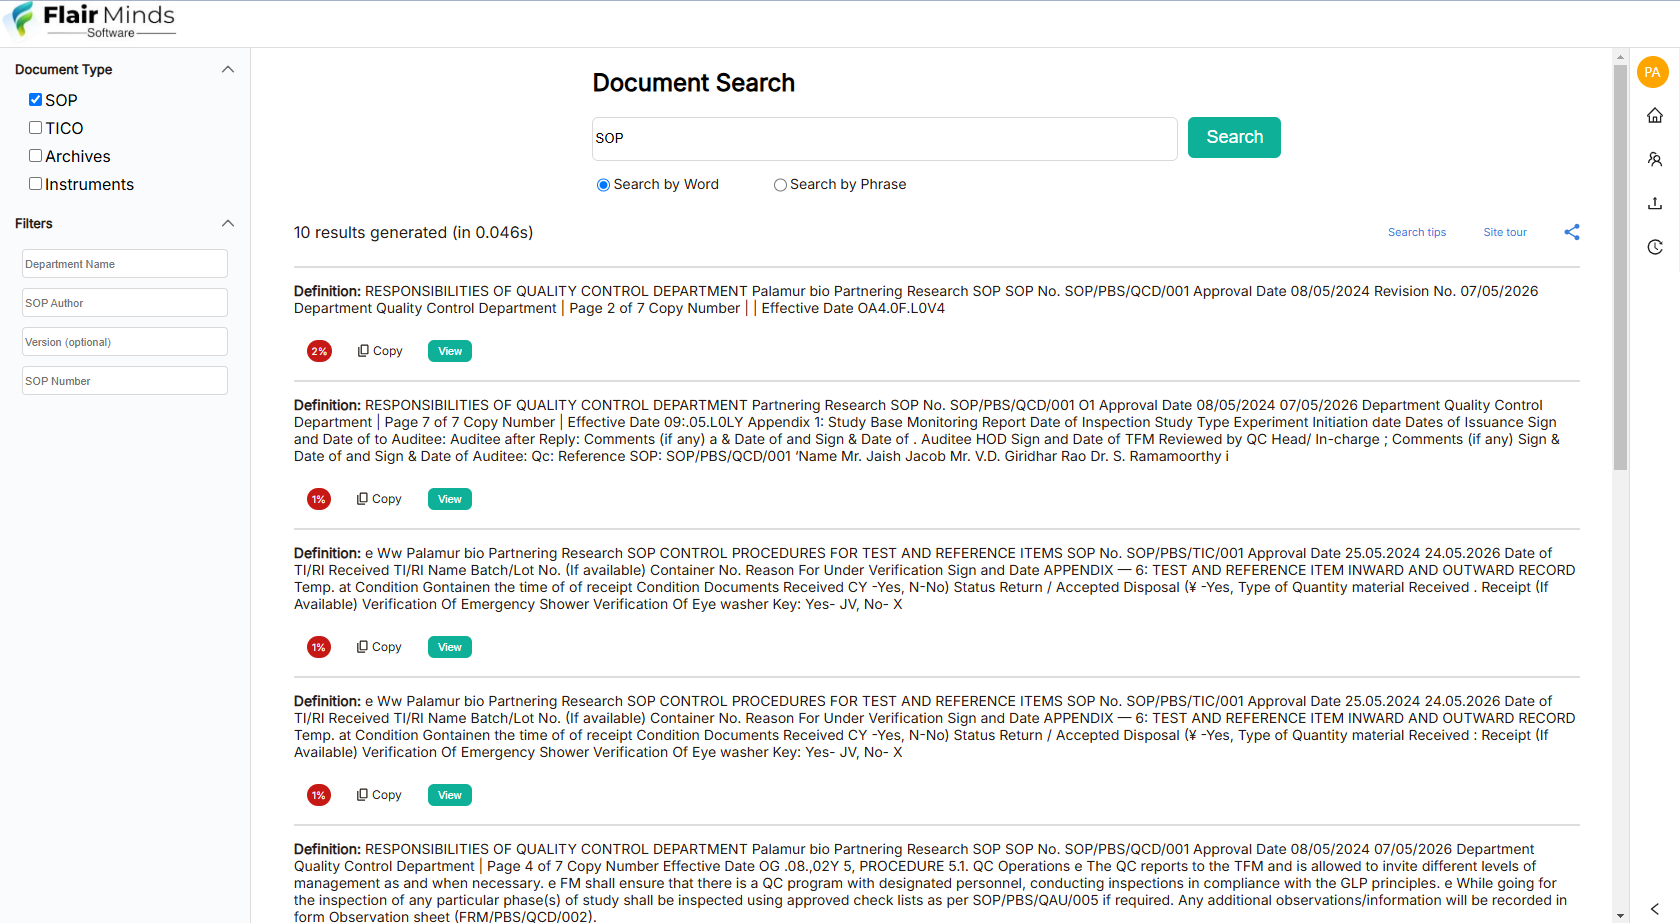 Flair Minds
Software
Document Type
SOP
TICO
Archives
Instruments
Filters
Department Name
SOP Author
Version (optional)
SOP Number
Document Search
SOP
Search
Search by Word
Search by Phrase
10 results generated (in 0.046s)
Search tips
Site tour
PA
Definition: RESPONSIBILITIES OF QUALITY CONTROL DEPARTMENT Palamur bio Partnering Research SOP SOP No. SOP/PBS/QCD/001 Approval Date 08/05/2024 Revision No. 07/05/2026
Department Quality Control Department | Page 2 of 7 Copy Number | | Effective Date OA4.0F.L0V4
2%
Copy
View
Definition: RESPONSIBILITIES OF QUALITY CONTROL DEPARTMENT Partnering Research SOP No. SOP/PBS/QCD/001 O1 Approval Date 08/05/2024 07/05/2026 Department Quality Control
Department | Page 7 of 7 Copy Number | Effective Date 09:.05.L0LY Appendix 1: Study Base Monitoring Report Date of Inspection Study Type Experiment Initiation date Dates of Issuance Sign
and Date of to Auditee: Auditee after Reply: Comments (if any) a & Date of and Sign & Date of . Auditee HOD Sign and Date of TFM Reviewed by QC Head/ In-charge ; Comments (if any) Sign &
Date of and Sign & Date of Auditee: Qc: Reference SOP: SOP/PBS/QCD/001 ‘Name Mr. Jaish Jacob Mr. V.D. Giridhar Rao Dr. S. Ramamoorthy i
1%
Copy
View
Definition: e Ww Palamur bio Partnering Research SOP CONTROL PROCEDURES FOR TEST AND REFERENCE ITEMS SOP No. SOP/PBS/TIC/001 Approval Date 25.05.2024 24.05.2026 Date of
TI/RI Received TI/RI Name Batch/Lot No. (If available) Container No. Reason For Under Verification Sign and Date APPENDIX — 6: TEST AND REFERENCE ITEM INWARD AND OUTWARD RECORD
Temp. at Condition Gontainen the time of of receipt Condition Documents Received CY -Yes, N-No) Status Return / Accepted Disposal (¥ -Yes, Type of Quantity material Received . Receipt (If
Available) Verification Of Emergency Shower Verification Of Eye washer Key: Yes- JV, No- X
1%
Copy
View
Definition: e Ww Palamur bio Partnering Research SOP CONTROL PROCEDURES FOR TEST AND REFERENCE ITEMS SOP No. SOP/PBS/TIC/001 Approval Date 25.05.2024 24.05.2026 Date of
TI/RI Received TI/RI Name Batch/Lot No. (If available) Container No. Reason For Under Verification Sign and Date APPENDIX — 6: TEST AND REFERENCE ITEM INWARD AND OUTWARD RECORD
Temp. at Condition Gontainen the time of of receipt Condition Documents Received CY -Yes, N-No) Status Return / Accepted Disposal (¥ -Yes, Type of Quantity material Received : Receipt (If
Available) Verification Of Emergency Shower Verification Of Eye washer Key: Yes- JV, No- X
1%
Copy
View
Definition: RESPONSIBILITIES OF QUALITY CONTROL DEPARTMENT Palamur bio Partnering Research SOP SOP No. SOP/PBS/QCD/001 Approval Date 08/05/2024 07/05/2026 Department
Quality Control Department | Page 4 of 7 Copy Number Effective Date OG .08.,02Y 5, PROCEDURE 5.1. QC Operations e The QC reports to the TFM and is allowed to invite different levels of
management as and when necessary. e FM shall ensure that there is a QC program with designated personnel, conducting inspections in compliance with the GLP principles. e While going for
the inspection of any particular phase(s) of study shall be inspected using approved check lists as per SOP/PBS/QAU/005 if required. Any additional observations/information will be recorded in
form Observation sheet (FRM/PBS/QCD/002).